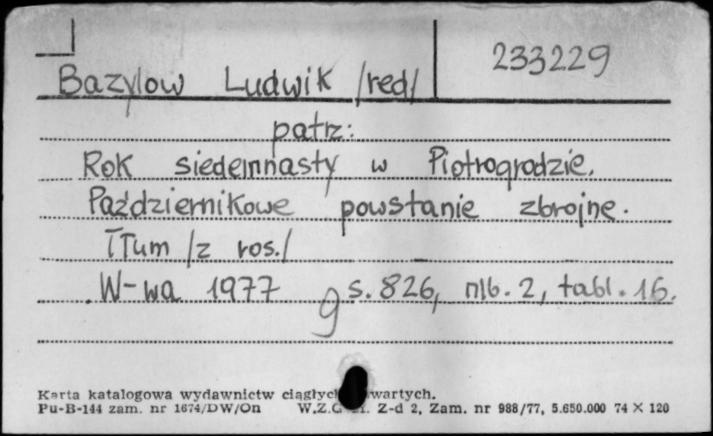 233229
Bazylow Ludwik /red/
patrz:
Rok siedemnasty w Piotrogrodzie.
Październikowe powstanie zbrojne.
Tłum /z ros./
W-wa 1977 g s. 826, nlb. 2, tabl. 16.
Karta katalogowa wydawnictw ciągłych
Pu-B-144 zam. nr 1674/DW/On W.Z.G Z-d 2, Zam. nr 988/77, 5.650.000 74 × 120